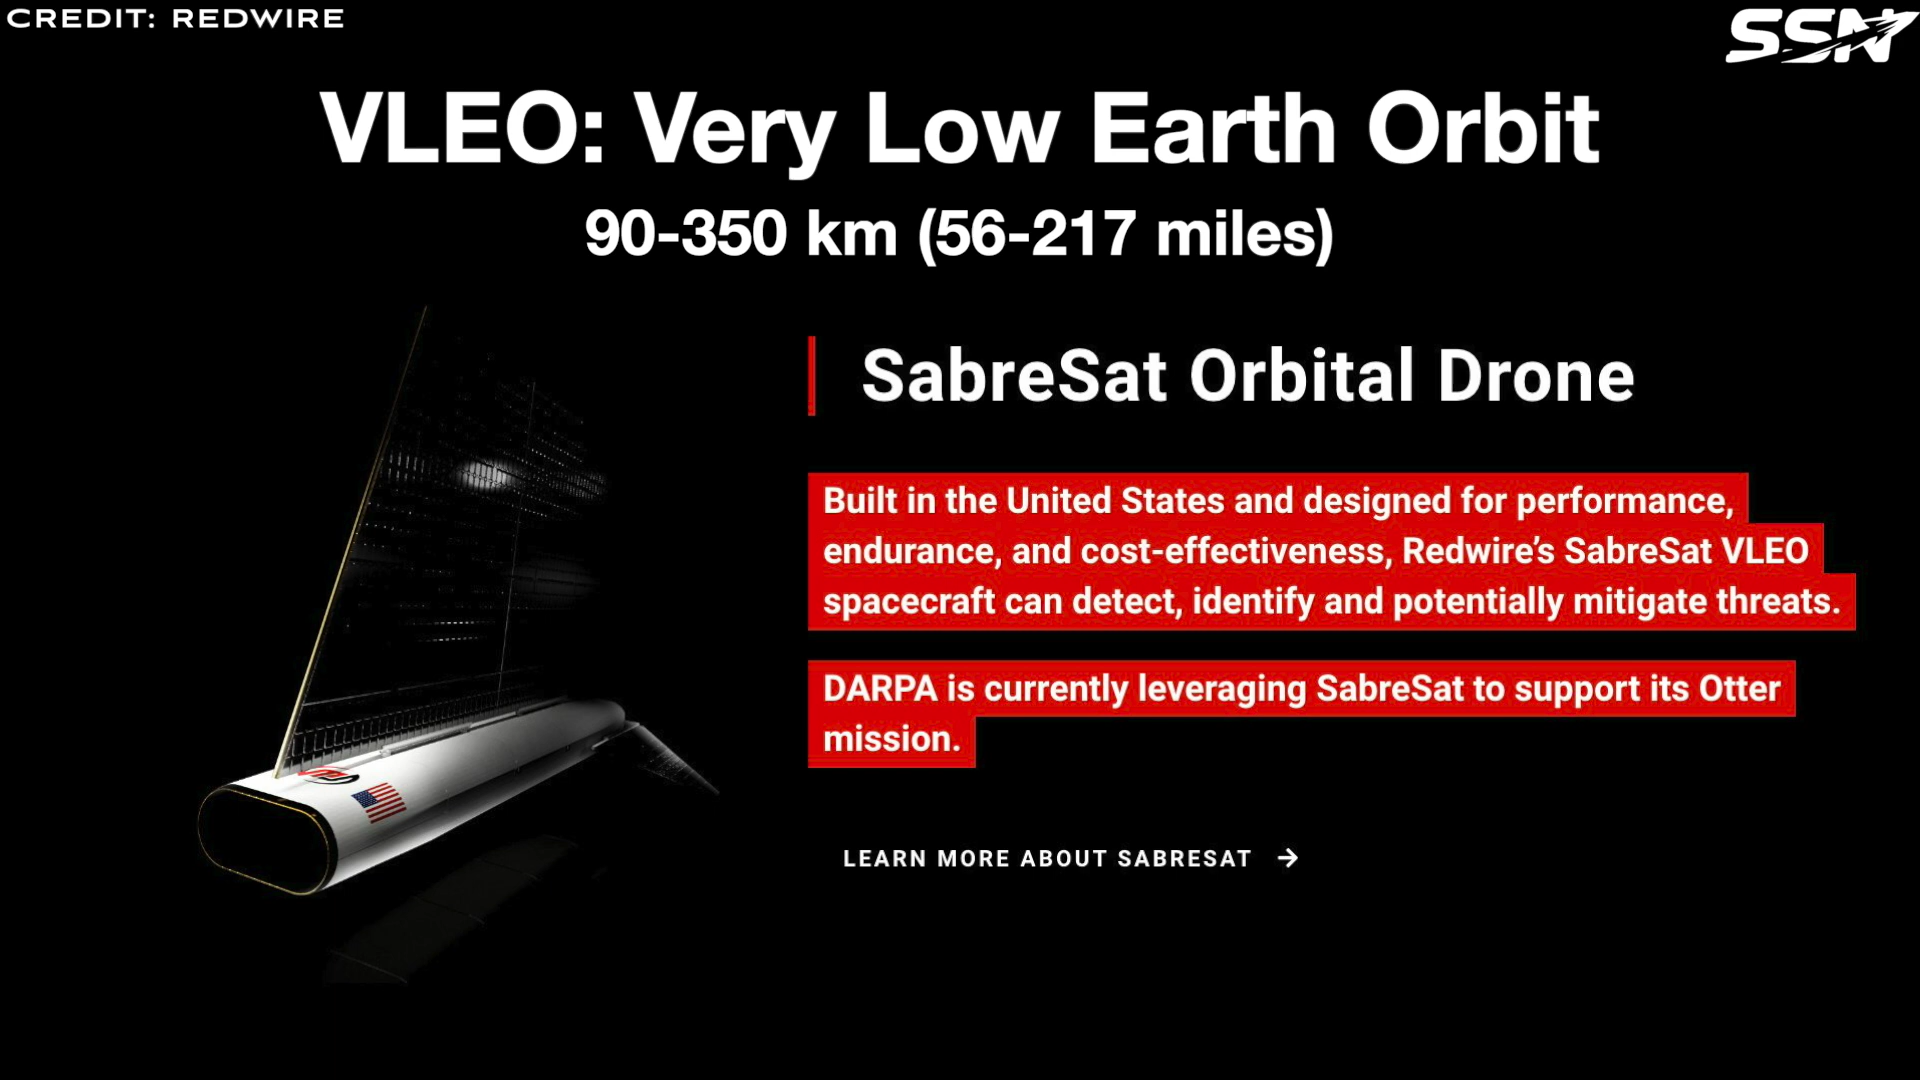 CREDIT: REDWIRE
SSN
VLEO: Very Low Earth Orbit
90-350 km (56-217 miles)
SabreSat Orbital Drone
Built in the United States and designed for performance,
endurance, and cost-effectiveness, Redwire’s SabreSat VLEO
spacecraft can detect, identify and potentially mitigate threats.
DARPA is currently leveraging SabreSat to support its Otter
mission.
LEARN MORE ABOUT SABRESAT →